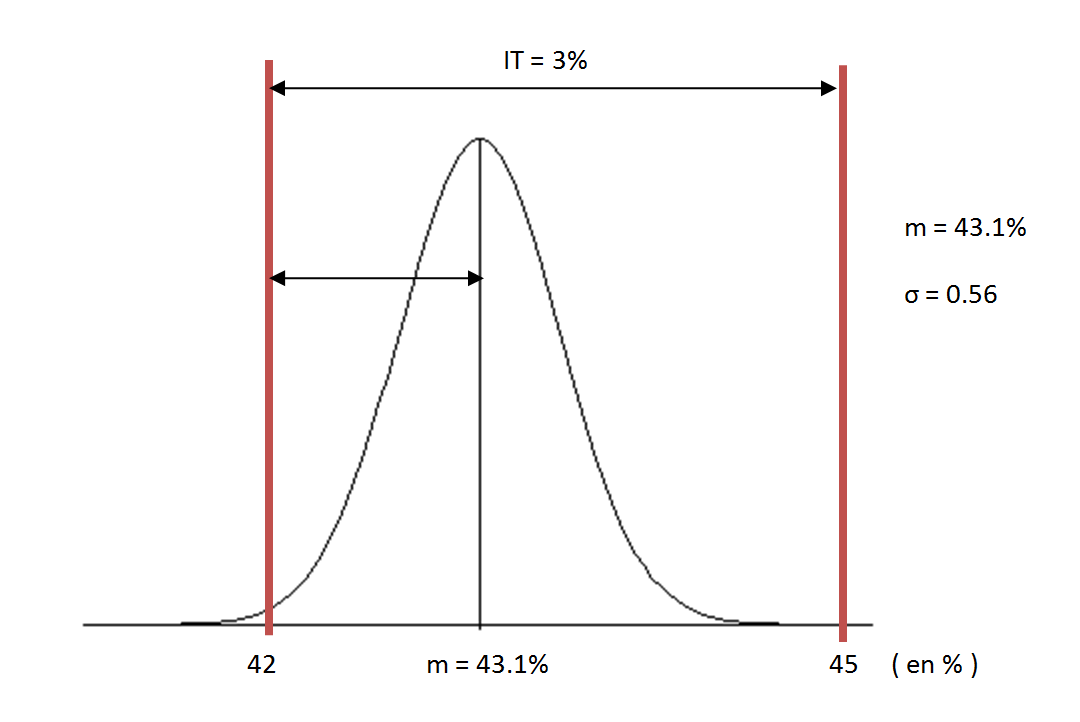 IT = 3%
m = 43.1%
σ = 0.56
42 m = 43.1% 45 ( en % )